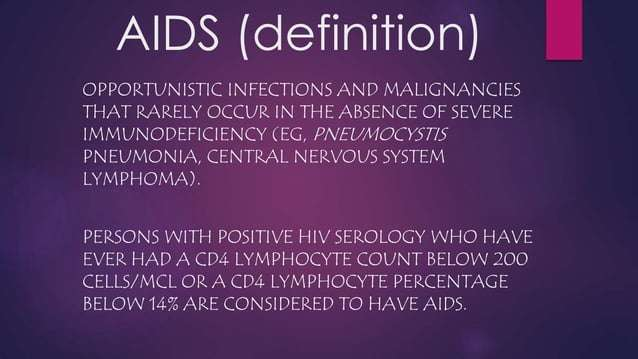 AIDS (definition)
OPPORTUNISTIC INFECTIONS AND MALIGNANCIES
THAT RARELY OCCUR IN THE ABSENCE OF SEVERE
IMMUNODEFICIENCY (EG, PNEUMOCYSTIS
PNEUMONIA, CENTRAL NERVOUS SYSTEM
LYMPHOMA).
PERSONS WITH POSITIVE HIV SEROLOGY WHO HAVE
EVER HAD A CD4 LYMPHOCYTE COUNT BELOW 200
CELLS/MCL OR A CD4 LYMPHOCYTE PERCENTAGE
BELOW 14% ARE CONSIDERED TO HAVE AIDS.